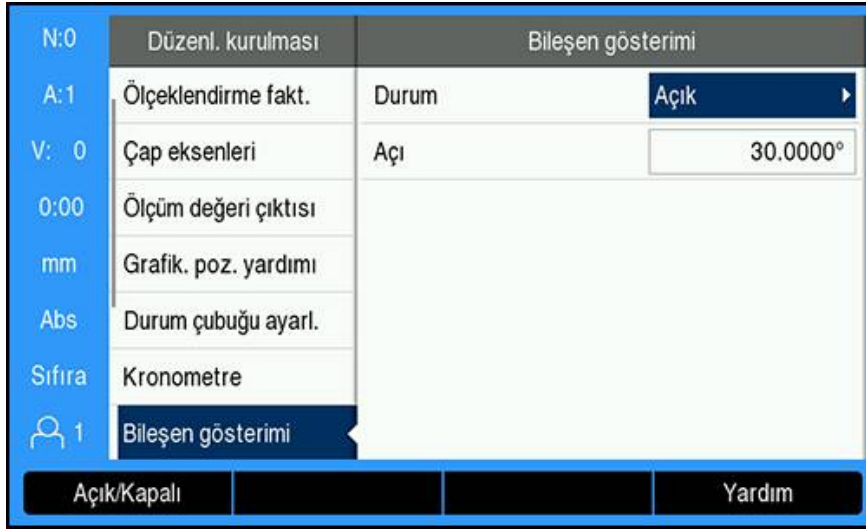 N:0
Düzenl. kurulması
Bileşen gösterimi
A:1
Ölçeklendirme fakt.
Durum
Açık
V: 0
Çap eksenleri
Açı
30.0000°
0:00
Ölçüm değeri çıktısı
mm
Grafik. poz. yardımı
Abs
Durum çubuğu ayarl.
Sıfıra
Kronometre
1
Bileşen gösterimi
Açık/Kapalı
Yardım